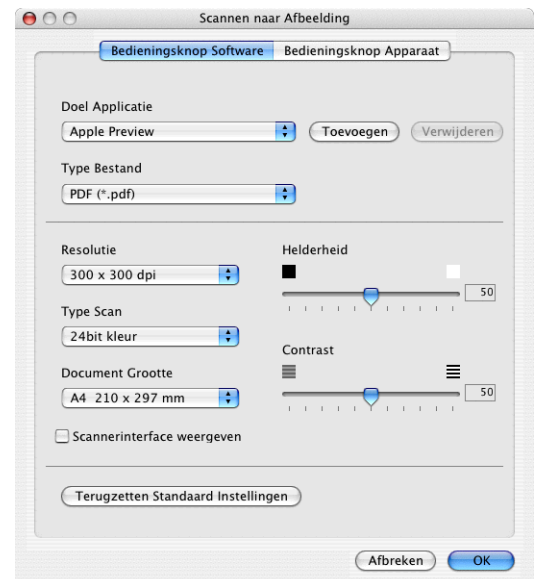 Scannen naar Afbeelding
Bedieningsknop Software
Bedieningsknop Apparaat
Doel Applicatie
Apple Preview
Toevoegen
Verwijderen
Type Bestand
PDF (*.pdf)
Resolutie
300 x 300 dpi
Type Scan
24bit kleur
Document Grootte
A4 210 x 297 mm
Scannerinterface weergeven
Helderheid
50
Contrast
50
Terugzetten Standaard Instellingen
Afbreken
OK